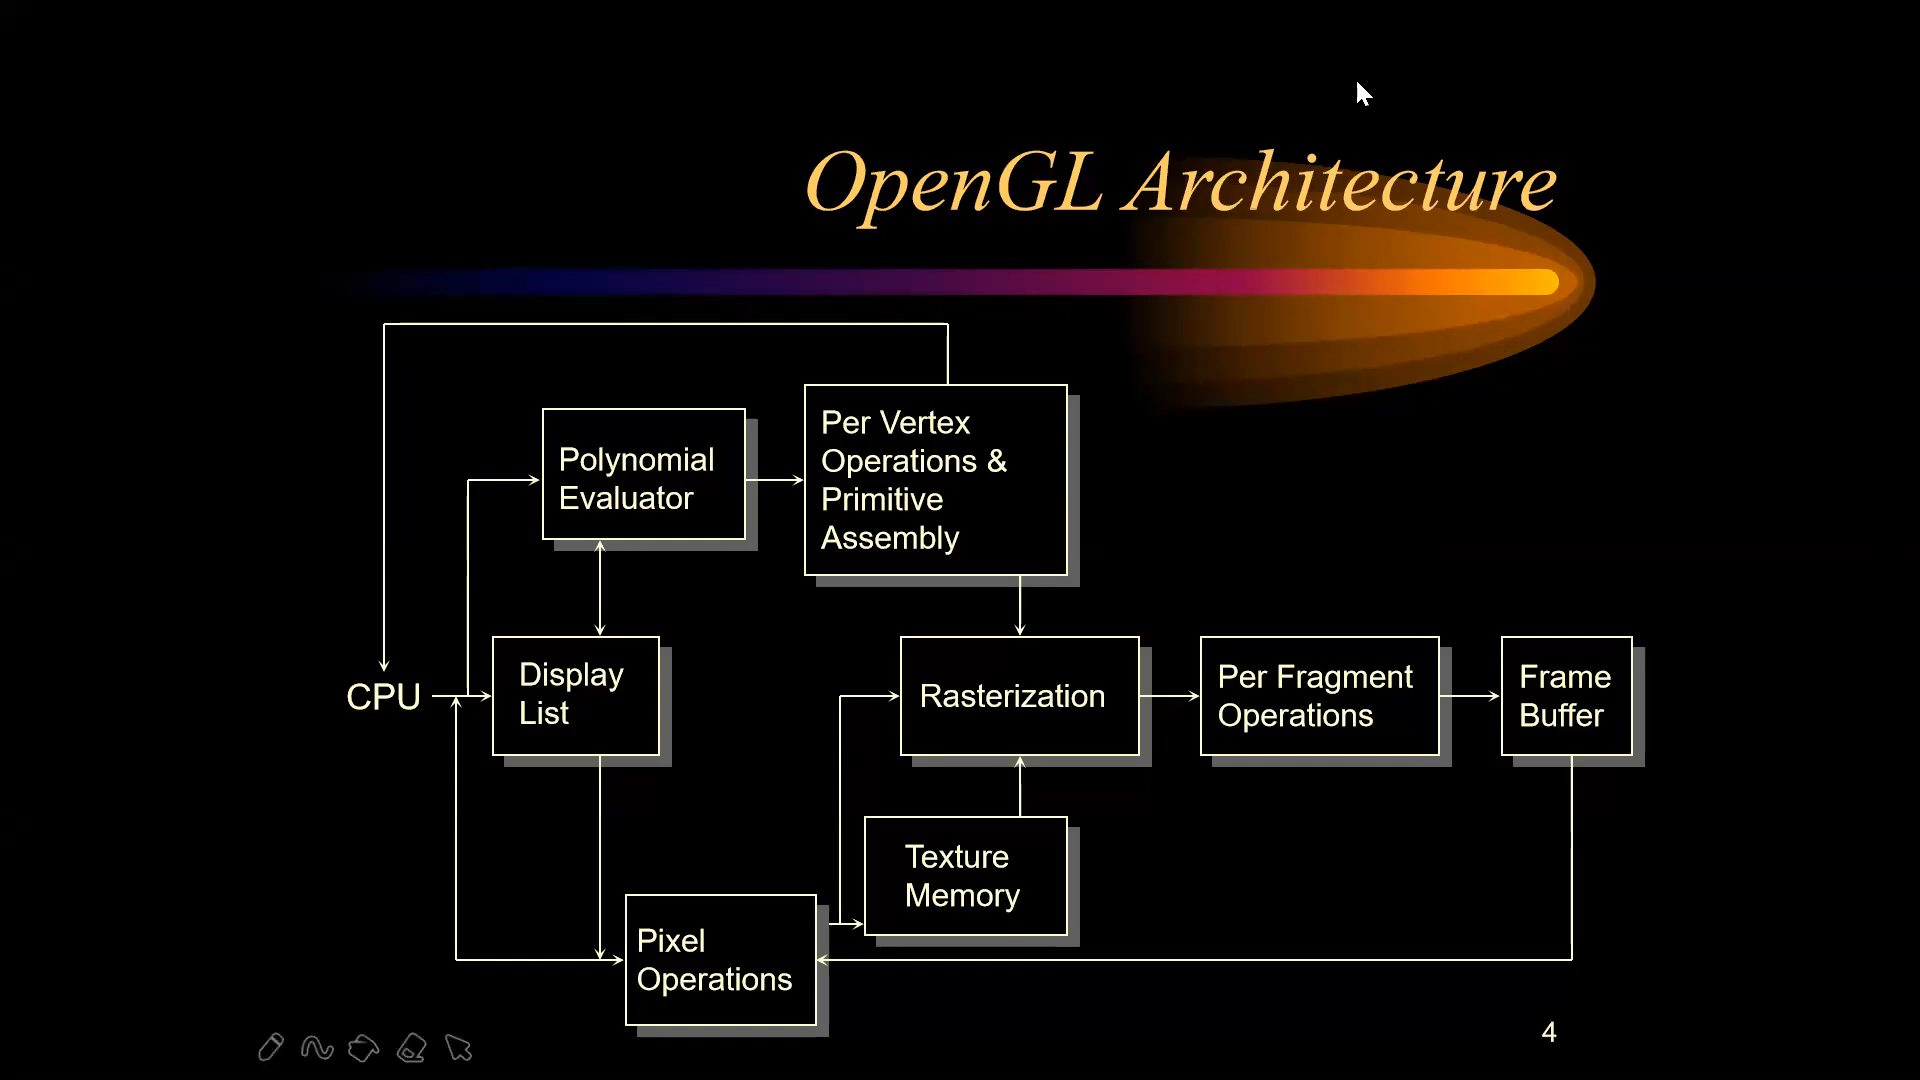 OpenGL Architecture
Polynomial
Evaluator
Per Vertex
Operations &
Primitive
Assembly
CPU
Display
List
Rasterization
Per Fragment
Operations
Frame
Buffer
Texture
Memory
Pixel
Operations
4